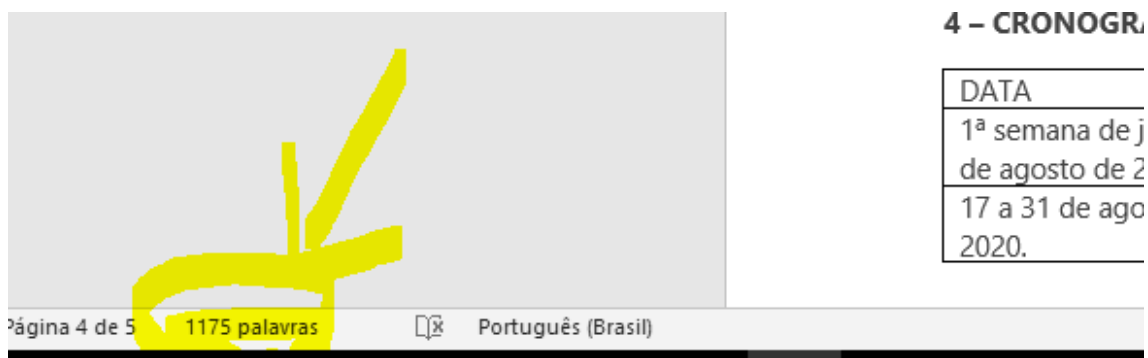 4 – CRONOGRA
DATA
1ª semana de j
de agosto de 2
17 a 31 de ago
2020.
Página 4 de 5 1175 palavras Português (Brasil)